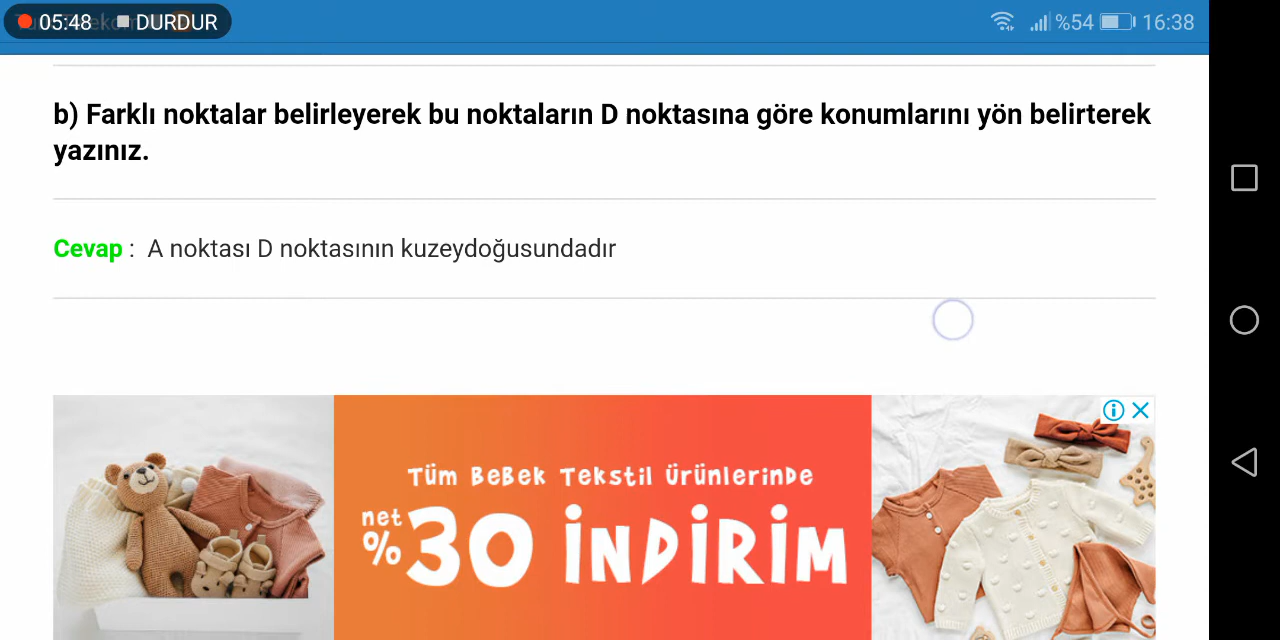 05:48 DURDUR %54 16:38
b) Farklı noktalar belirleyerek bu noktaların D noktasına göre konumlarını yön belirterek
yazınız.
Cevap : A noktası D noktasının kuzeydoğusundadır
Tüm BeBek Tekstil Ürünlerinde
net
%30 İNDİRİM